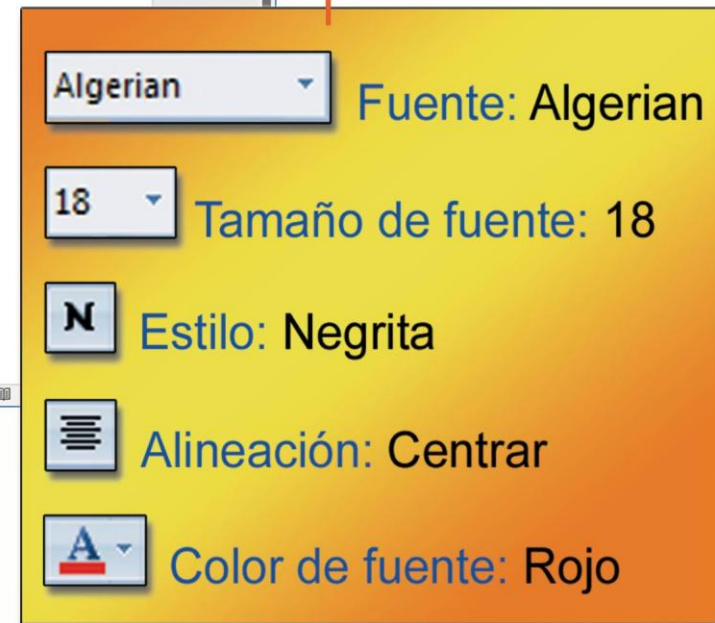 Algerian
Fuente: Algerian
18
Tamaño de fuente: 18
N
Estilo: Negrita
Alineación: Centrar
A
Color de fuente: Rojo